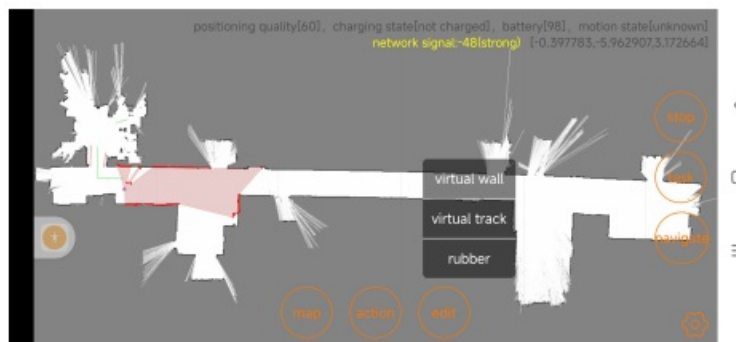 positioning quality[60], charging state[not charged], battery[98], motion state[unknown]
network signal:-48(strong) [-0.397783,-5.962907,3.172664]
stop
virtual wall
virtual track
navigate
rubber
map
action
edit